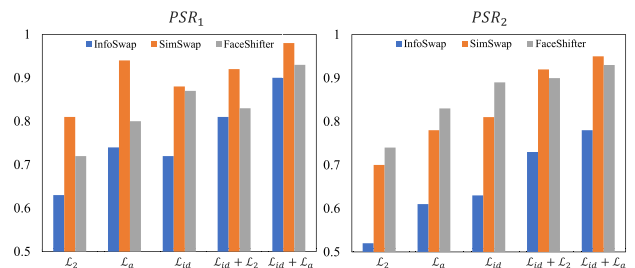 PSR₁
InfoSwap SimSwap FaceShifter
1
0.9
0.8
0.7
0.6
0.5
ℒ₂ ℒₐ ℒᵢ𝒹 ℒᵢ𝒹 + ℒ₂ ℒᵢ𝒹 + ℒₐ
PSR₂
InfoSwap SimSwap FaceShifter
1
0.9
0.8
0.7
0.6
0.5
ℒ₂ ℒₐ ℒᵢ𝒹 ℒᵢ𝒹 + ℒ₂ ℒᵢ𝒹 + ℒₐ